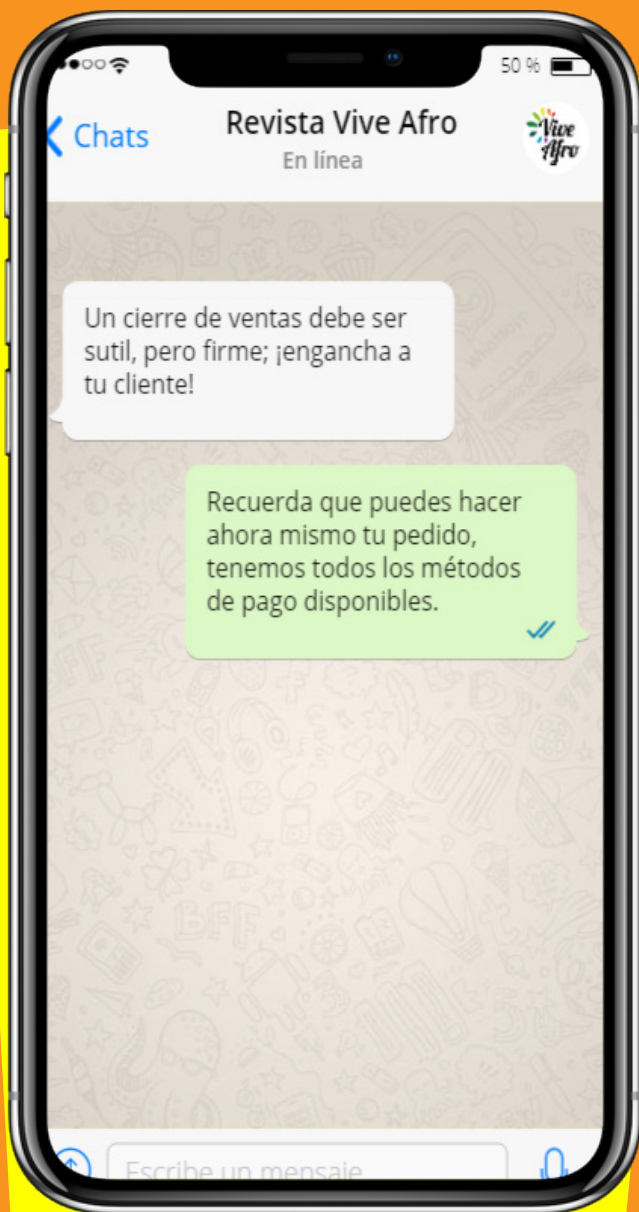 50 %
Chats
Revista Vive Afro
En línea
Vive
Afro
Un cierre de ventas debe ser
sutil, pero firme; ¡engancha a
tu cliente!
Recuerda que puedes hacer
ahora mismo tu pedido,
tenemos todos los métodos
de pago disponibles.
Escribe un mensaje